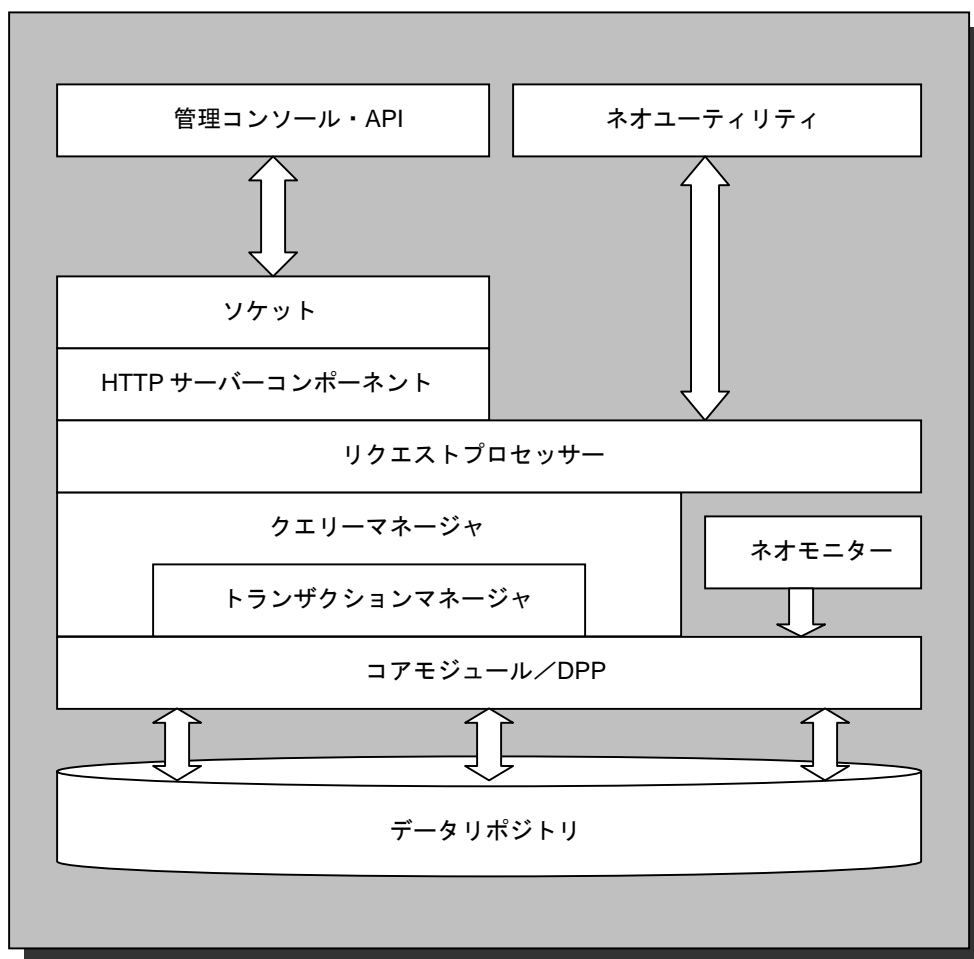 管理コンソール・API
ネオユーティリティ
ソケット
HTTP サーバーコンポーネント
リクエストプロセッサー
クエリーマネージャ
ネオモニター
トランザクションマネージャ
コアモジュール／DPP
データリポジトリ